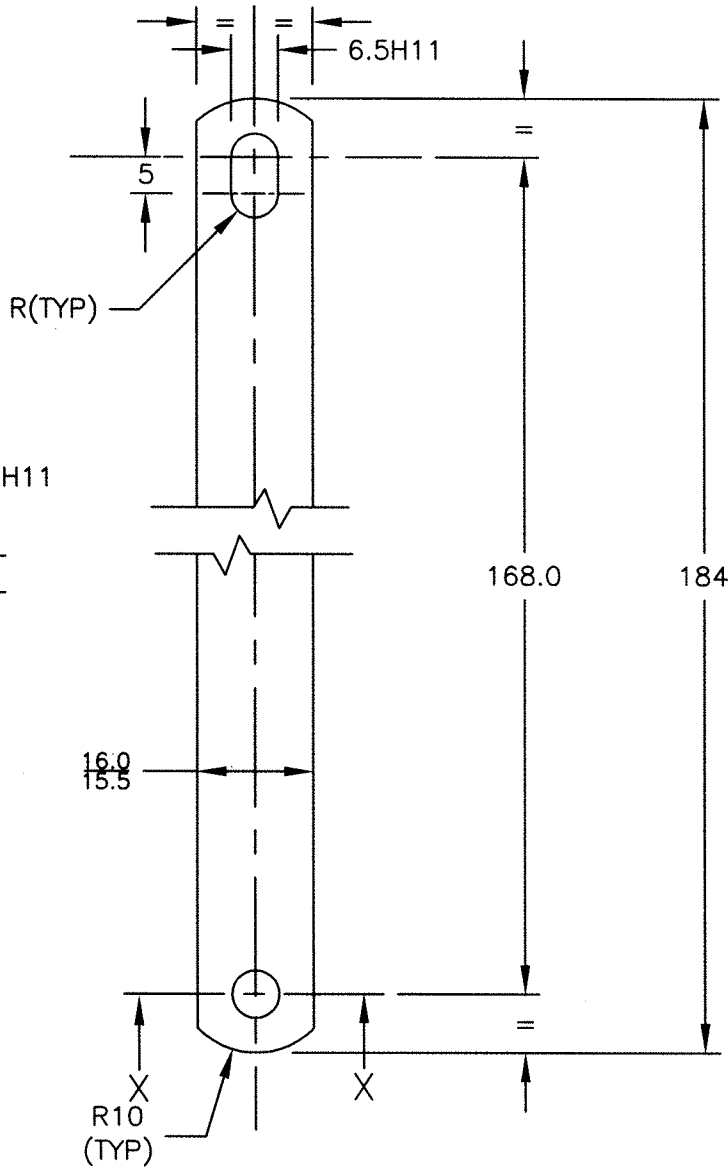 = =
6.5H11
=
5
R(TYP)
H11
168.0
184
16.0
15.5
=
X X
R10
(TYP)